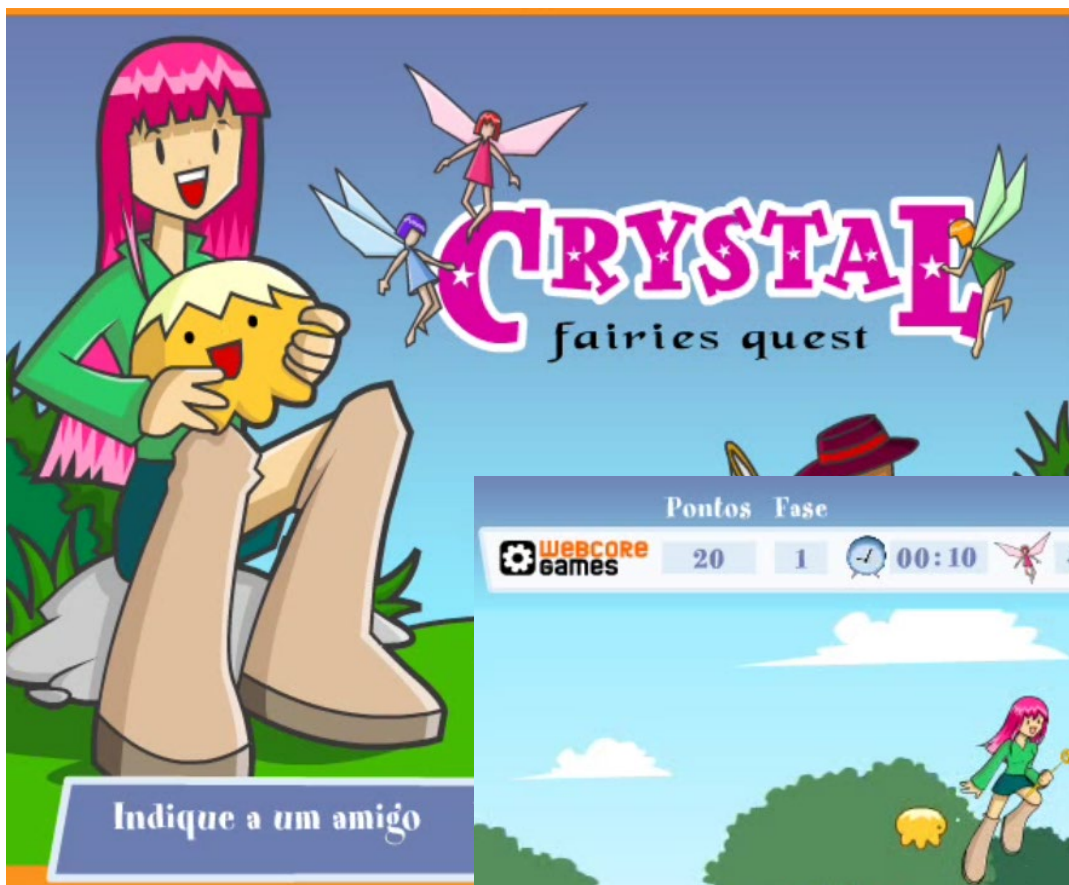 CRYSTAL
fairies quest
Pontos Fase
WEBCORE
Games
20 1 00:10
Indique a um amigo